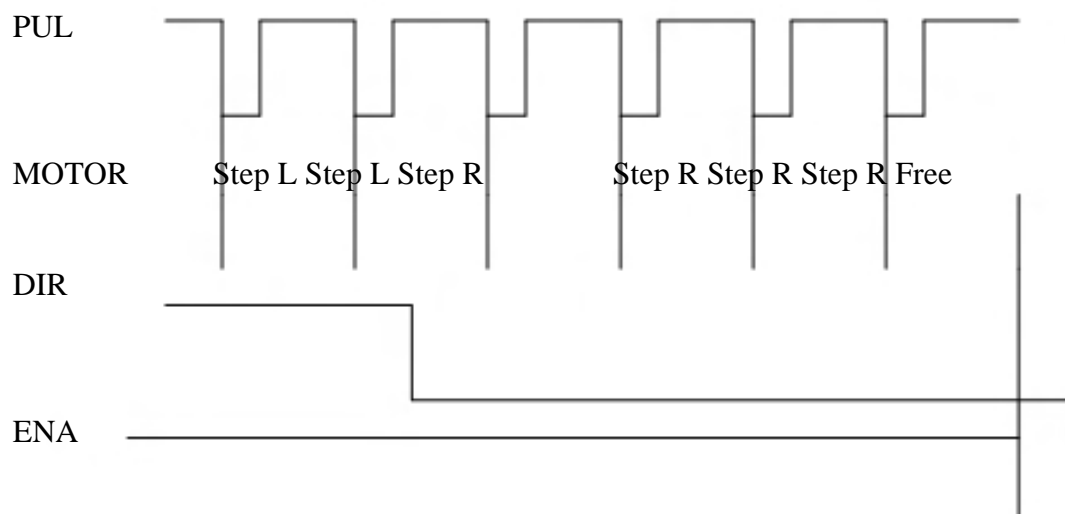 PUL
MOTOR Step L Step L Step R Step R Step R Step R Free
DIR
ENA